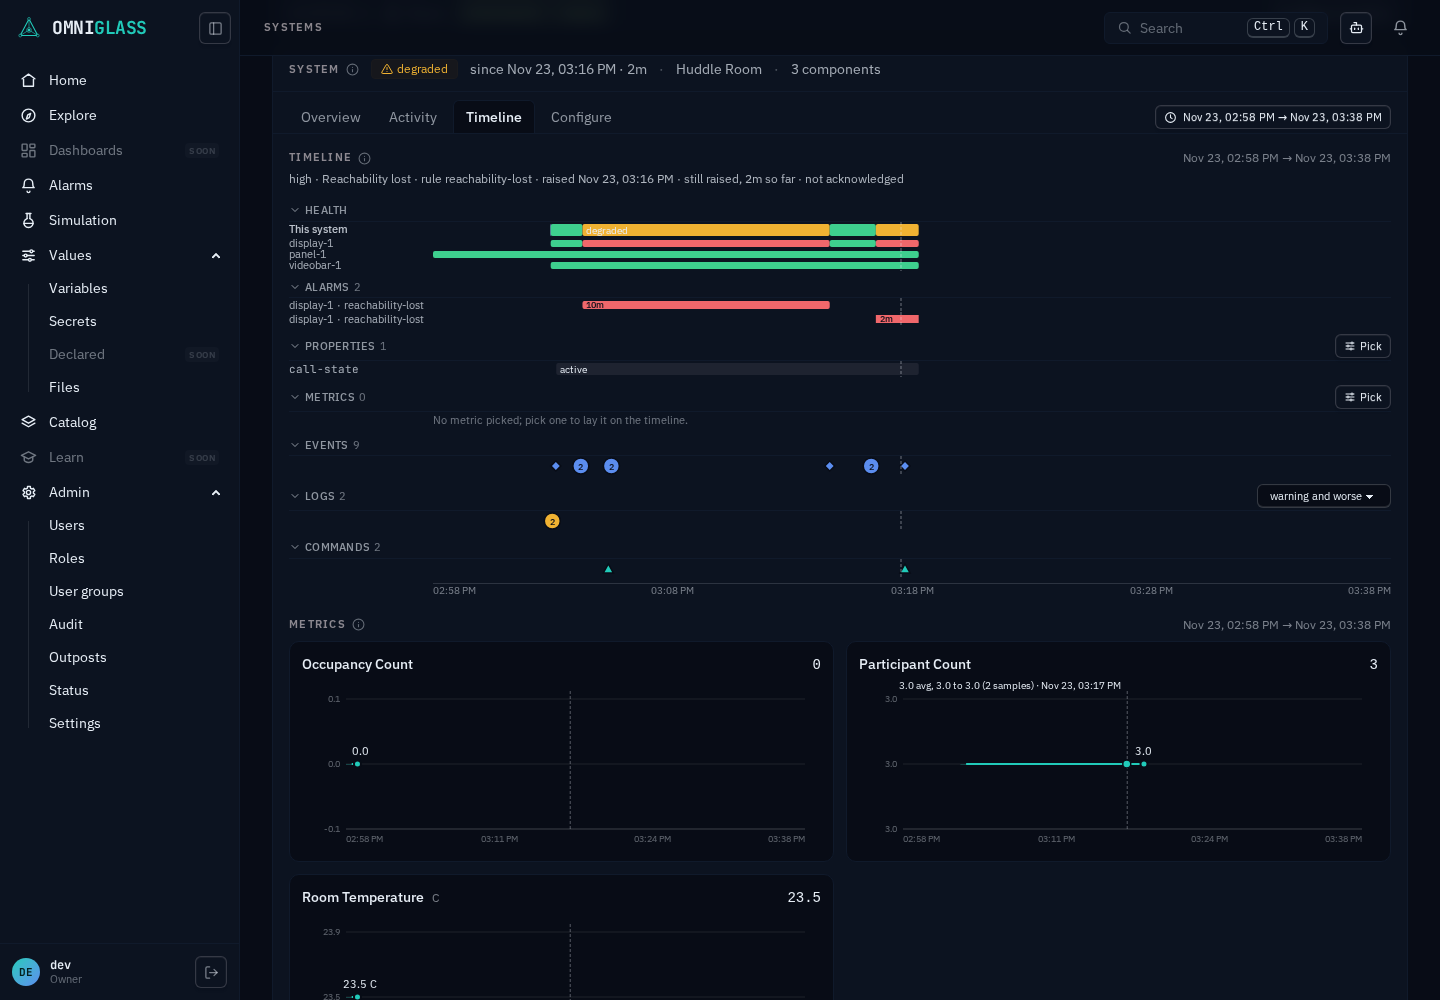 OMNIGLASS
SYSTEMS
Search
Ctrl K
Home
Explore
Dashboards SOON
Alarms
Simulation
Values
Variables
Secrets
Declared SOON
Files
Catalog
Learn SOON
Admin
Users
Roles
User groups
Audit
Outposts
Status
Settings
DE dev
Owner
SYSTEM degraded since Nov 23, 03:16 PM · 2m · Huddle Room · 3 components
Overview Activity Timeline Configure
Nov 23, 02:58 PM → Nov 23, 03:38 PM
TIMELINE Nov 23, 02:58 PM → Nov 23, 03:38 PM
high · Reachability lost · rule reachability-lost · raised Nov 23, 03:16 PM · still raised, 2m so far · not acknowledged
HEALTH
This system degraded
display-1
panel-1
videobar-1
ALARMS 2
display-1 · reachability-lost 10m
display-1 · reachability-lost 2m
PROPERTIES 1 Pick
call-state active
METRICS 0 Pick
No metric picked; pick one to lay it on the timeline.
EVENTS 9
2 2 2
LOGS 2 warning and worse
2
COMMANDS 2
02:58 PM 03:08 PM 03:18 PM 03:28 PM 03:38 PM
METRICS Nov 23, 02:58 PM → Nov 23, 03:38 PM
Occupancy Count 0
0.1
0.0
0.0
-0.1
02:58 PM 03:11 PM 03:24 PM 03:38 PM
Participant Count 3
3.0 avg, 3.0 to 3.0 (2 samples) · Nov 23, 03:17 PM
3.0
3.0
3.0
3.0
02:58 PM 03:11 PM 03:24 PM 03:38 PM
Room Temperature C 23.5
23.9
23.5 C
23.5